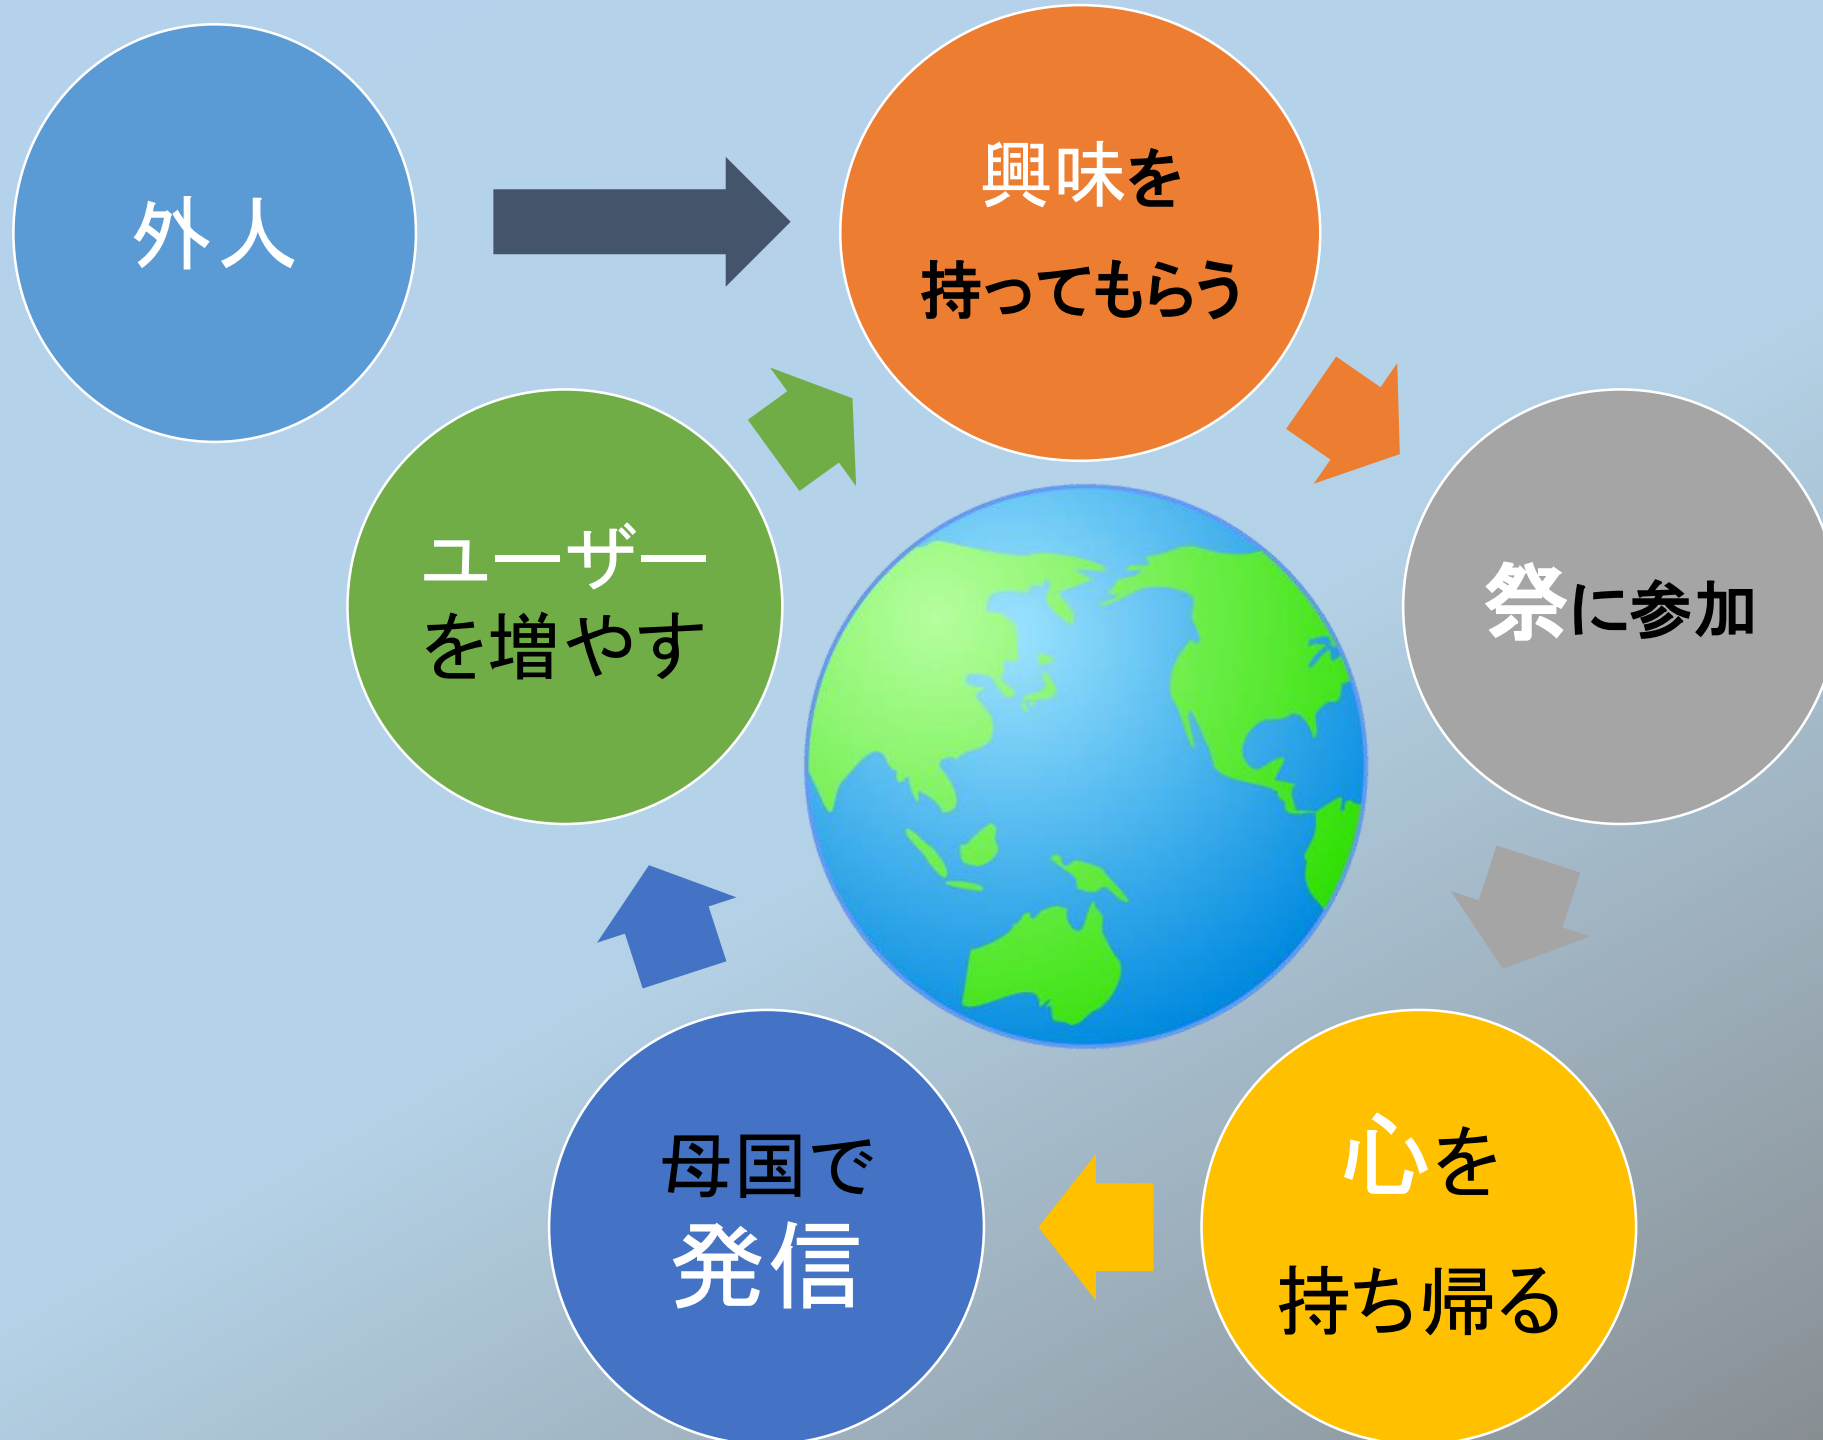 外人
興味を
持ってもらう
祭に参加
心を
持ち帰る
母国で
発信
ユーザー
を増やす